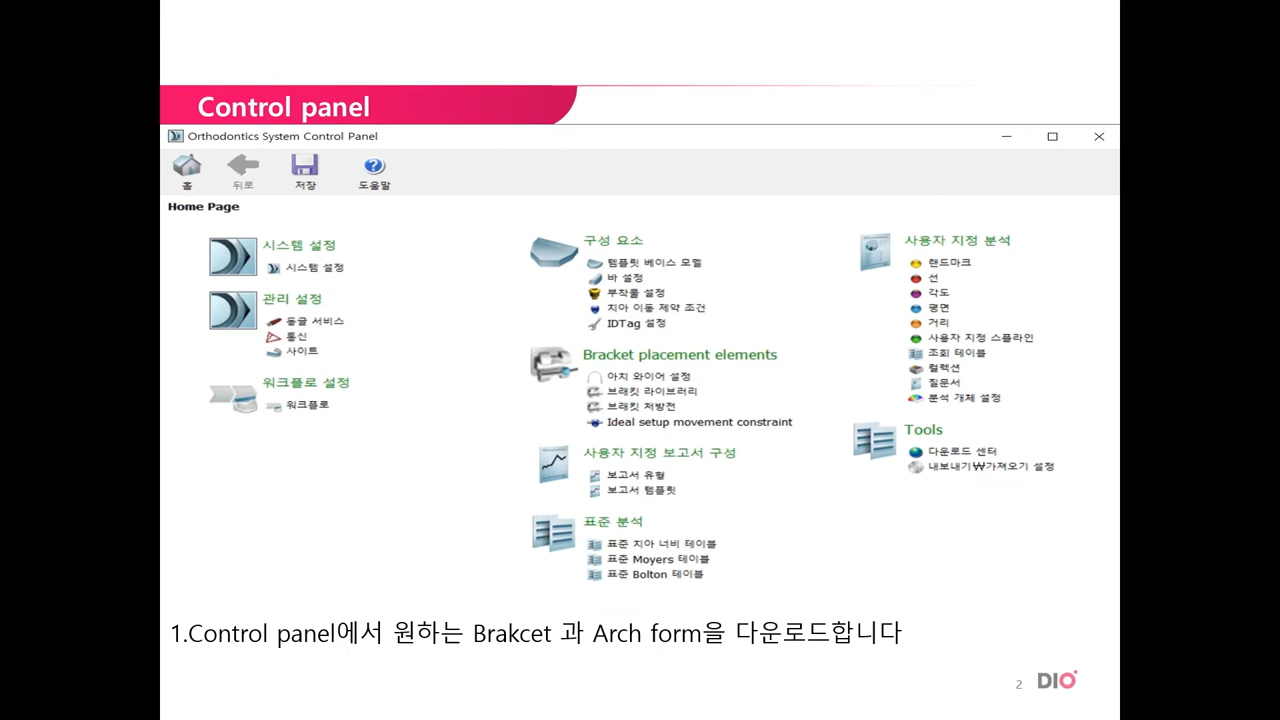 Control panel
Orthodontics System Control Panel
홈
뒤로
저장
도움말
Home Page
시스템 설정
시스템 설정
관리 설정
동글 서비스
통신
사이트
워크플로 설정
워크플로
구성 요소
템플릿 베이스 모델
바 설정
부착물 설정
치아 이동 제약 조건
IDTag 설정
Bracket placement elements
아치 와이어 설정
브래킷 라이브러리
브래킷 처방전
Ideal setup movement constraint
사용자 지정 보고서 구성
보고서 유형
보고서 템플릿
표준 분석
표준 치아 너비 테이블
표준 Moyers 테이블
표준 Bolton 테이블
사용자 지정 분석
랜드마크
선
각도
평면
거리
사용자 지정 스플라인
조회 테이블
컬렉션
질문서
분석 개체 설정
Tools
다운로드 센터
내보내기₩가져오기 설정
1.Control panel에서 원하는 Brakcet 과 Arch form을 다운로드합니다
2
DIO